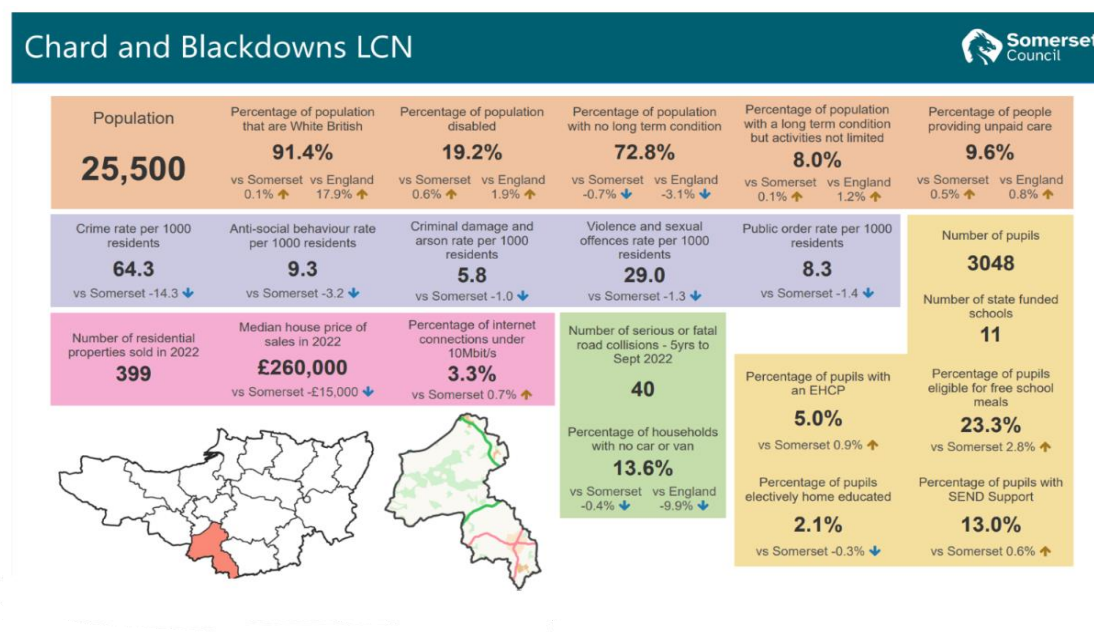 Chard and Blackdowns LCN
Somerset
Council
Population
25,500
Percentage of population
that are White British
91.4%
vs Somerset vs England
0.1% 17.9%
Percentage of population
disabled
19.2%
vs Somerset vs England
0.6% 1.9%
Percentage of population
with no long term condition
72.8%
vs Somerset vs England
-0.7% -3.1%
Percentage of population
with a long term condition
but activities not limited
8.0%
vs Somerset vs England
0.1% 1.2%
Percentage of people
providing unpaid care
9.6%
vs Somerset vs England
0.5% 0.8%
Crime rate per 1000
residents
64.3
vs Somerset -14.3
Anti-social behaviour rate
per 1000 residents
9.3
vs Somerset -3.2
Criminal damage and
arson rate per 1000
residents
5.8
vs Somerset -1.0
Violence and sexual
offences rate per 1000
residents
29.0
vs Somerset -1.3
Public order rate per 1000
residents
8.3
vs Somerset -1.4
Number of pupils
3048
Number of state funded
schools
11
Number of residential
properties sold in 2022
399
Median house price of
sales in 2022
£260,000
vs Somerset -£15,000
Percentage of internet
connections under
10Mbit/s
3.3%
vs Somerset 0.7%
Number of serious or fatal
road collisions - 5yrs to
Sept 2022
40
Percentage of households
with no car or van
13.6%
vs Somerset vs England
-0.4% -9.9%
Percentage of pupils with
an EHCP
5.0%
vs Somerset 0.9%
Percentage of pupils
eligible for free school
meals
23.3%
vs Somerset 2.8%
Percentage of pupils
electively home educated
2.1%
vs Somerset -0.3%
Percentage of pupils with
SEND Support
13.0%
vs Somerset 0.6%